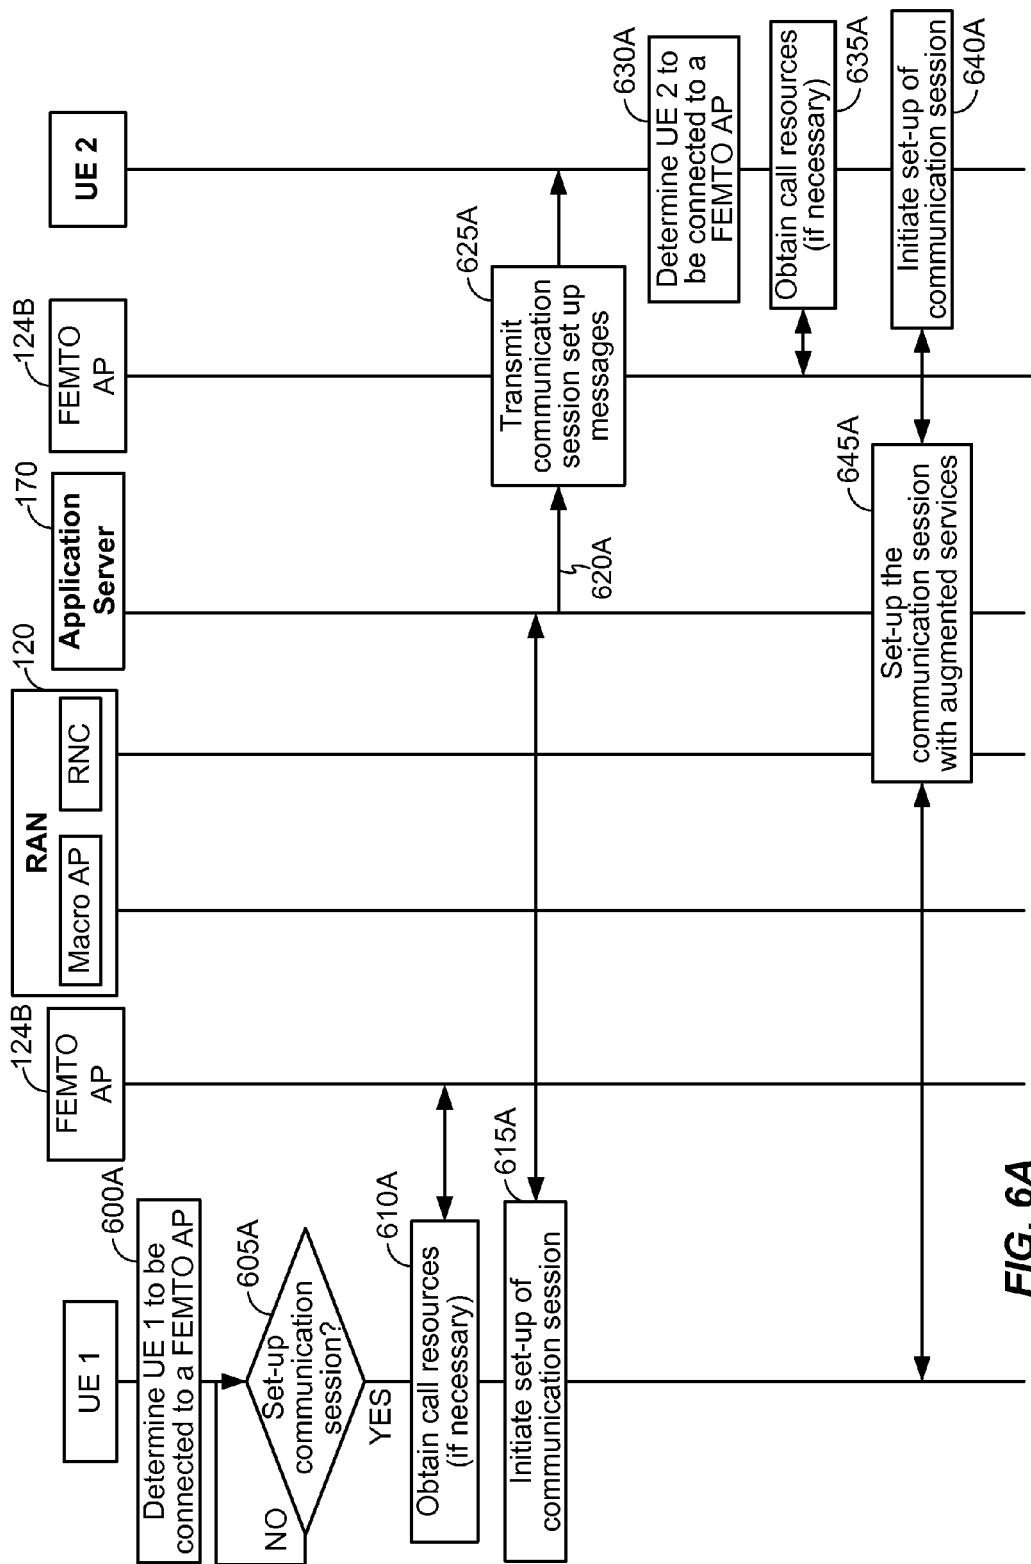 UE 1
124B
FEMTO
AP
120
RAN
Macro AP
RNC
170
Application
Server
124B
FEMTO
AP
UE 2
600A
Determine UE 1 to be
connected to a FEMTO AP
605A
Set-up
communication
session?
NO
YES
610A
Obtain call resources
(if necessary)
615A
Initiate set-up of
communication session
620A
625A
Transmit
communication
session set up
messages
630A
Determine UE 2 to
be connected to a
FEMTO AP
635A
Obtain call resources
(if necessary)
640A
Initiate set-up of
communication session
645A
Set-up the
communication session
with augmented services
FIG. 6A